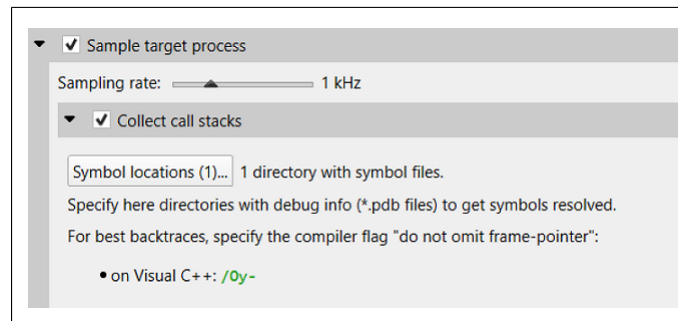 Sample target process
Sampling rate: 1 kHz
Collect call stacks
Symbol locations (1)... 1 directory with symbol files.
Specify here directories with debug info (*.pdb files) to get symbols resolved.
For best backtraces, specify the compiler flag "do not omit frame-pointer":
• on Visual C++: /Oy-